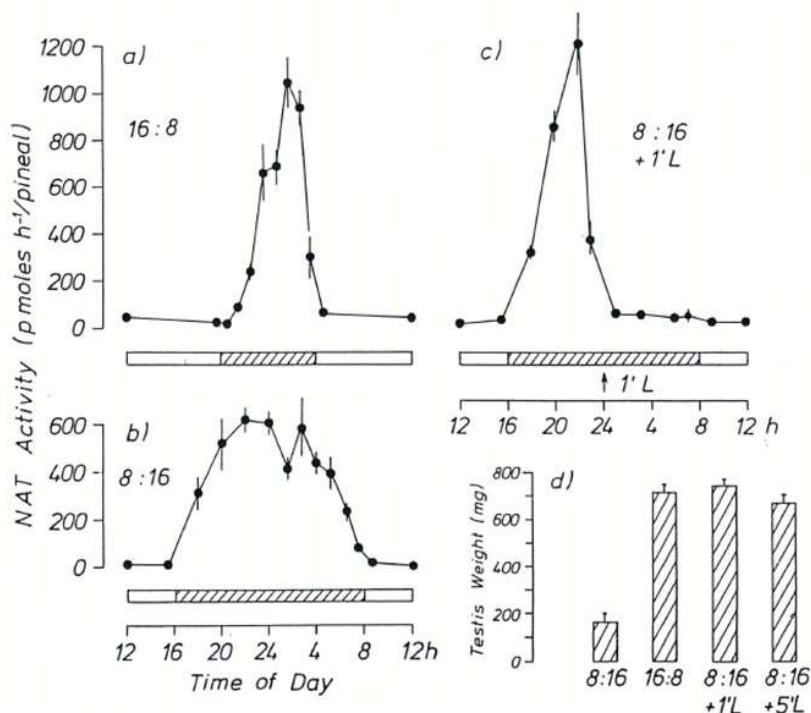 NAT Activity (p moles h⁻¹/pineal)
a)
16:8
1200
1000
800
600
400
200
0
b)
8:16
600
400
200
0
12 16 20 24 4 8 12h
Time of Day
c)
8:16
+1'L
1'L
12 16 20 24 4 8 12 h
d)
Testis Weight (mg)
800
600
400
200
0
8:16 16:8 8:16 8:16
+1'L +5'L